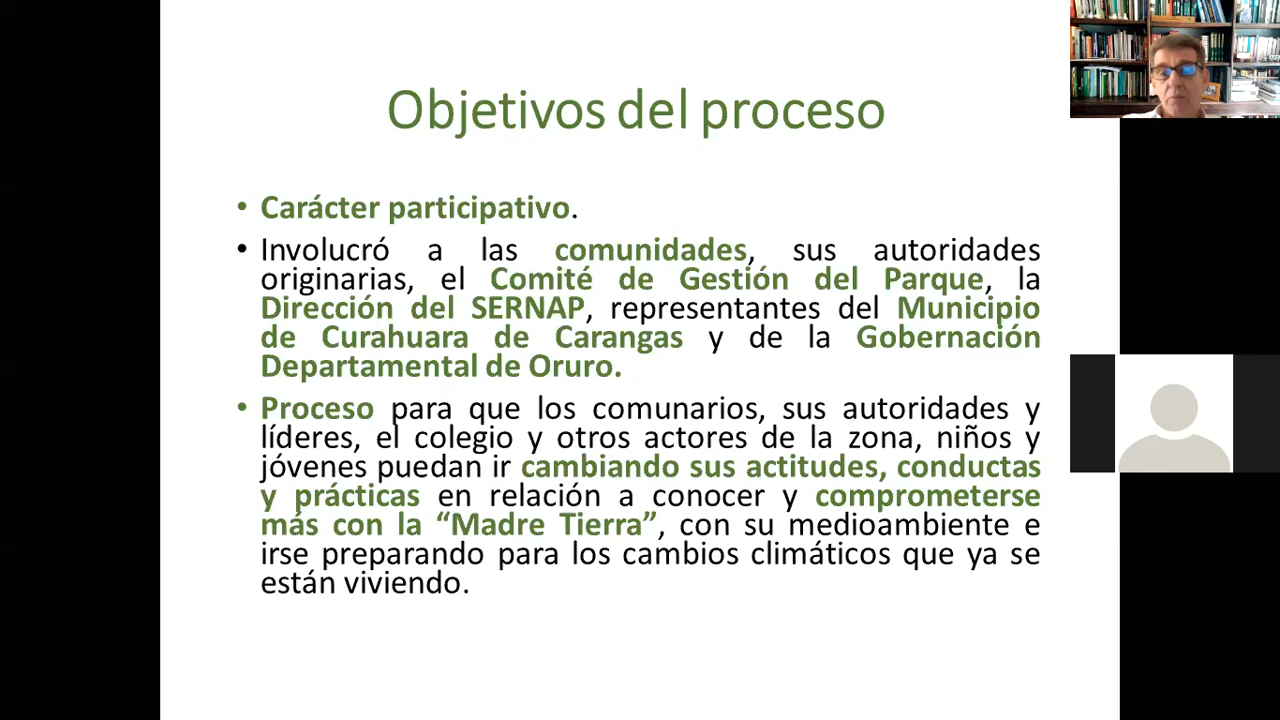 Objetivos del proceso
• Carácter participativo.
• Involucró a las comunidades, sus autoridades
originarias, el Comité de Gestión del Parque, la
Dirección del SERNAP, representantes del Municipio
de Curahuara de Carangas y de la Gobernación
Departamental de Oruro.
• Proceso para que los comunarios, sus autoridades y
líderes, el colegio y otros actores de la zona, niños y
jóvenes puedan ir cambiando sus actitudes, conductas
y prácticas en relación a conocer y comprometerse
más con la “Madre Tierra”, con su medioambiente e
irse preparando para los cambios climáticos que ya se
están viviendo.